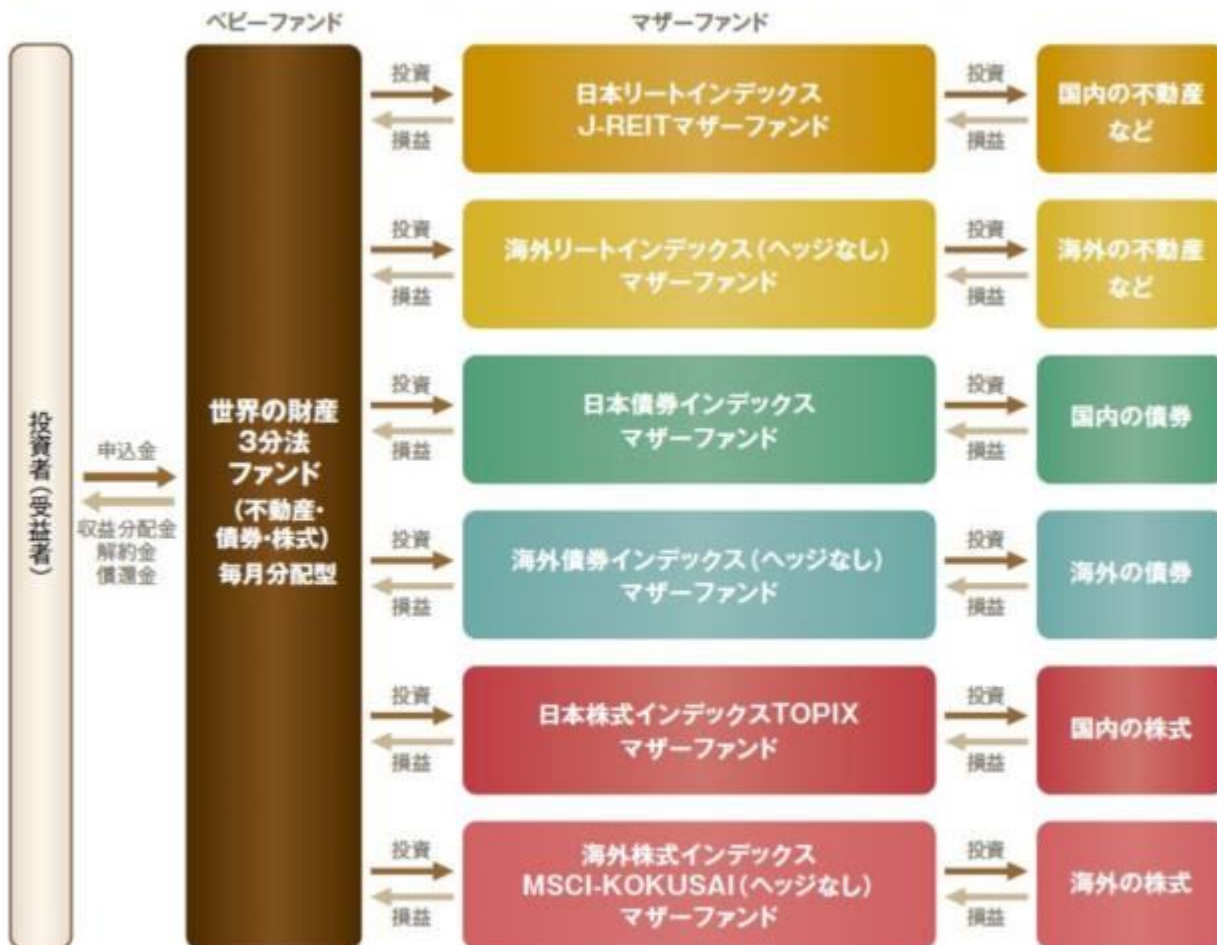 ベビーファンド
マザーファンド
投資者(受益者)
申込金
収益分配金
解約金
償還金
世界の財産
3分法
ファンド
(不動産・
債券・株式)
毎月分配型
投資
損益
日本リートインデックス
J-REITマザーファンド
投資
損益
国内の不動産
など
投資
損益
海外リートインデックス(ヘッジなし)
マザーファンド
投資
損益
海外の不動産
など
投資
損益
日本債券インデックス
マザーファンド
投資
損益
国内の債券
投資
損益
海外債券インデックス(ヘッジなし)
マザーファンド
投資
損益
海外の債券
投資
損益
日本株式インデックスTOPIX
マザーファンド
投資
損益
国内の株式
投資
損益
海外株式インデックス
MSCI-KOKUSAI(ヘッジなし)
マザーファンド
投資
損益
海外の株式